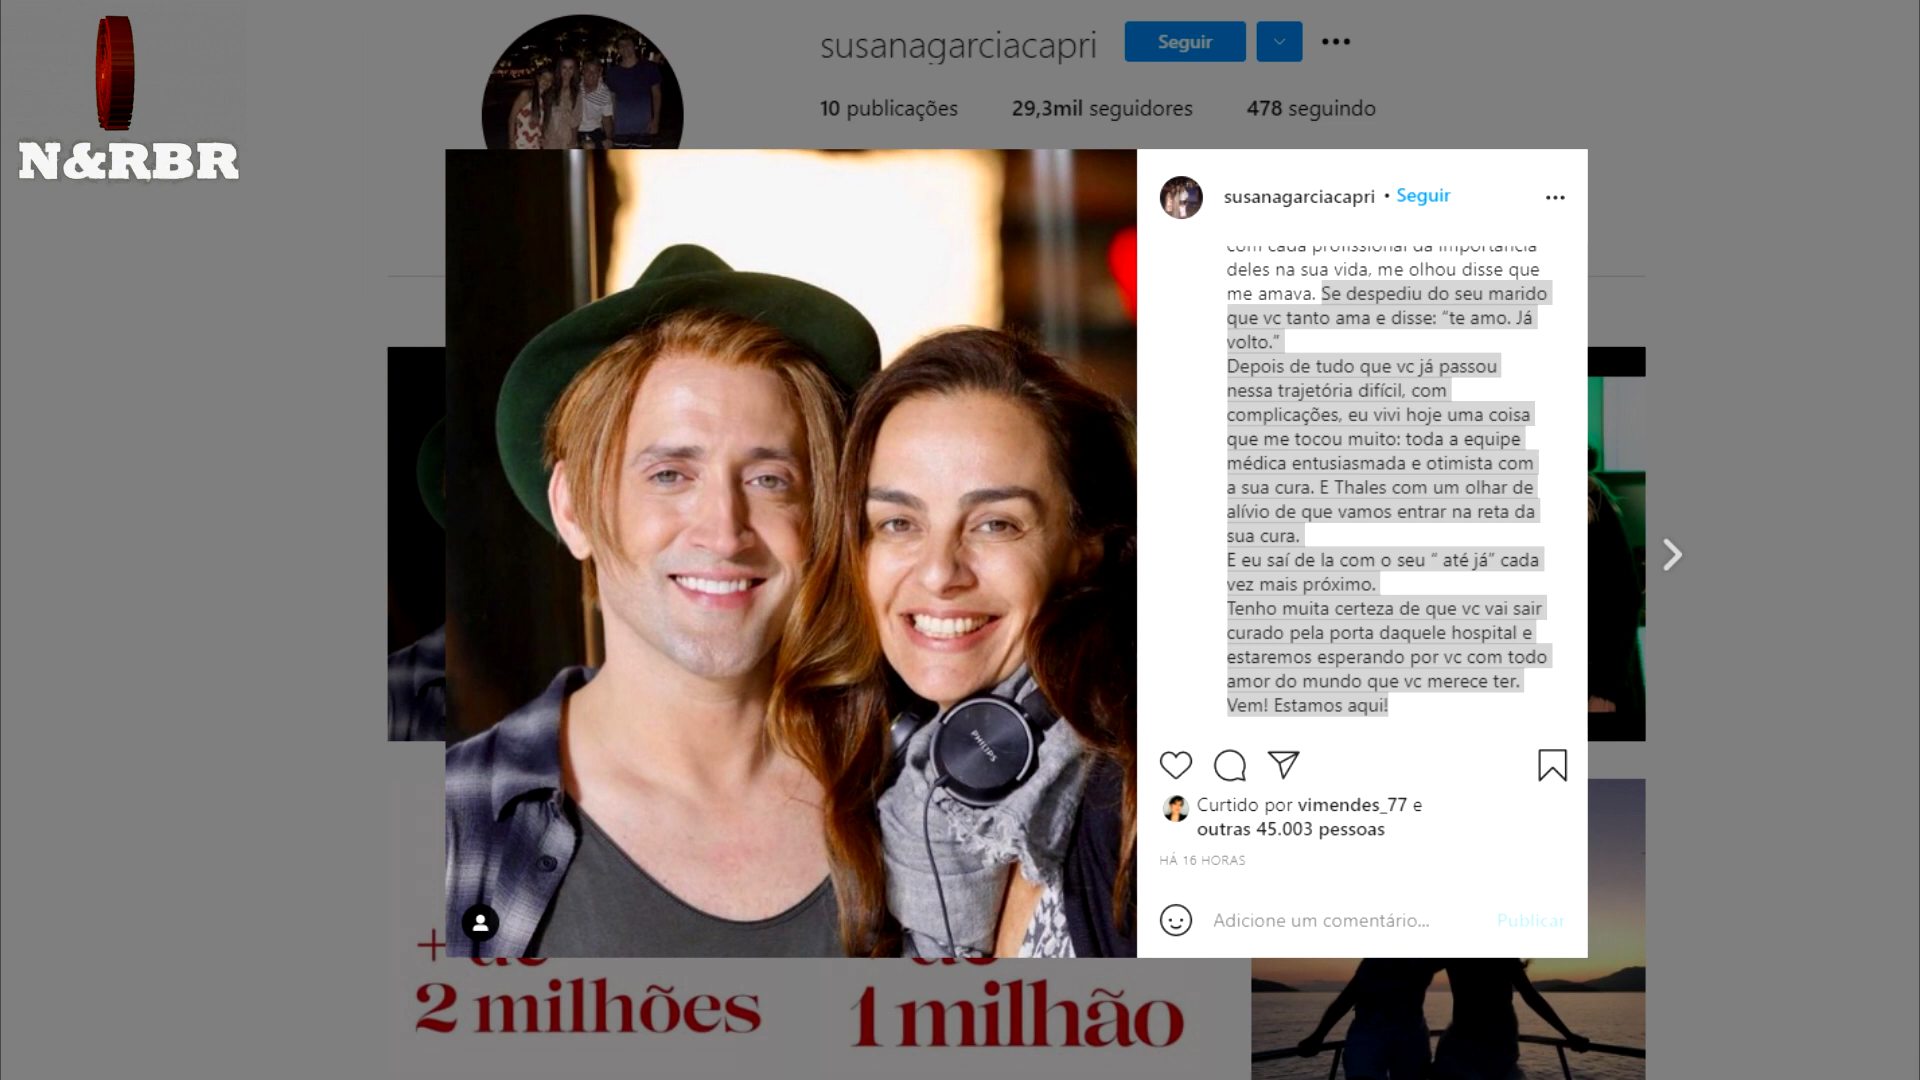 N&RBR
susanagarciacapri
Seguir
10 publicações
29,3mil seguidores
478 seguindo
susanagarciacapri • Seguir
com cada profissional da importância
deles na sua vida, me olhou disse que
me amava. Se despediu do seu marido
que vc tanto ama e disse: “te amo. Já
volto.”
Depois de tudo que vc já passou
nessa trajetória difícil, com
complicações, eu vivi hoje uma coisa
que me tocou muito: toda a equipe
médica entusiasmada e otimista com
a sua cura. E Thales com um olhar de
alívio de que vamos entrar na reta da
sua cura.
E eu saí de la com o seu “ até já” cada
vez mais próximo.
Tenho muita certeza de que vc vai sair
curado pela porta daquele hospital e
estaremos esperando por vc com todo
amor do mundo que vc merece ter.
Vem! Estamos aqui!
PHILIPS
Curtido por vimendes_77 e
outras 45.003 pessoas
HÁ 16 HORAS
Adicione um comentário...
Publicar
+ de
2 milhões
de
1 milhão